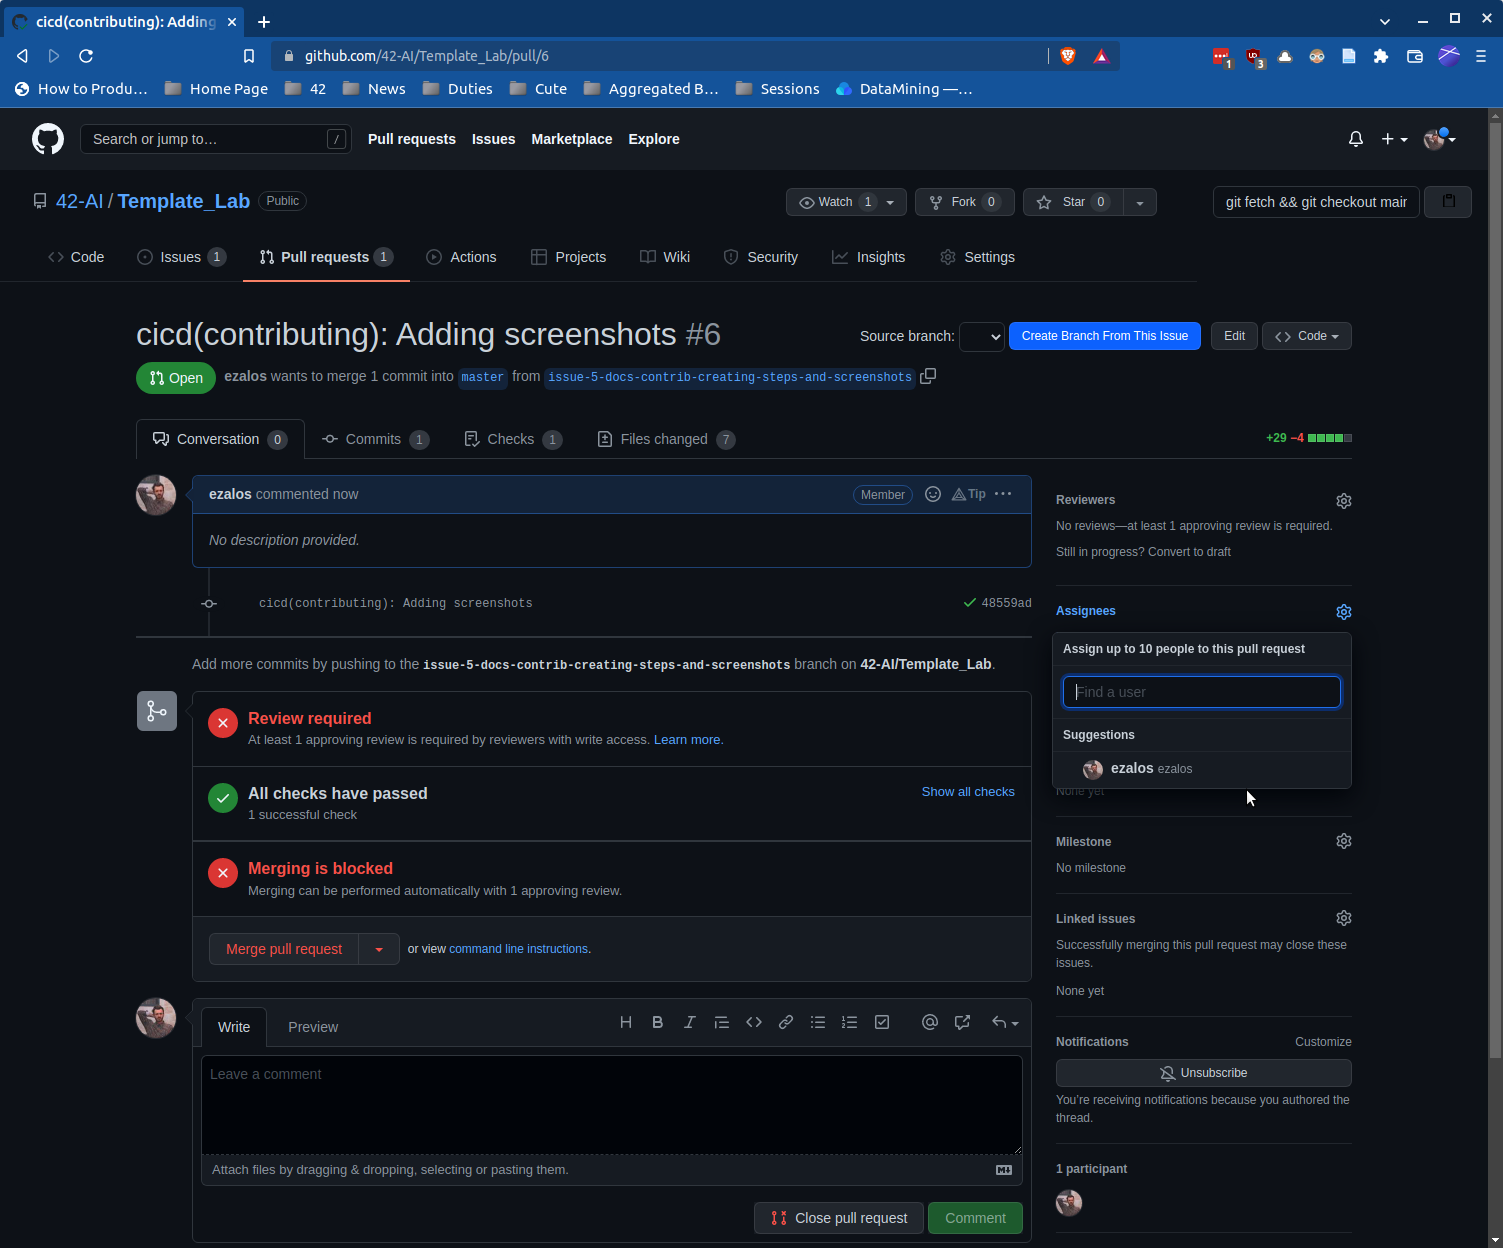 cicd(contributing): Adding
github.com/42-AI/Template_Lab/pull/6
1
3
How to Produ...
Home Page
42
News
Duties
Cute
Aggregated B...
Sessions
DataMining —...
Search or jump to... /
Pull requests
Issues
Marketplace
Explore
42-AI / Template_Lab Public
Watch 1
Fork 0
Star 0
git fetch && git checkout mair
Code
Issues 1
Pull requests 1
Actions
Projects
Wiki
Security
Insights
Settings
cicd(contributing): Adding screenshots #6
Source branch:
Create Branch From This Issue
Edit
Code
Open
ezalos wants to merge 1 commit into master from issue-5-docs-contrib-creating-steps-and-screenshots
Conversation 0
Commits 1
Checks 1
Files changed 7
+29 −4
ezalos commented now
Member
Tip
No description provided.
cicd(contributing): Adding screenshots
48559ad
Add more commits by pushing to the issue-5-docs-contrib-creating-steps-and-screenshots branch on 42-AI/Template_Lab.
Review required
At least 1 approving review is required by reviewers with write access. Learn more.
All checks have passed
1 successful check
Show all checks
Merging is blocked
Merging can be performed automatically with 1 approving review.
Merge pull request
or view command line instructions.
Write
Preview
H B I
Leave a comment
Attach files by dragging & dropping, selecting or pasting them.
Close pull request
Comment
Reviewers
No reviews—at least 1 approving review is required.
Still in progress? Convert to draft
Assignees
Assign up to 10 people to this pull request
Find a user
Suggestions
ezalos ezalos
None yet
Milestone
No milestone
Linked issues
Successfully merging this pull request may close these
issues.
None yet
Notifications
Customize
Unsubscribe
You're receiving notifications because you authored the
thread.
1 participant